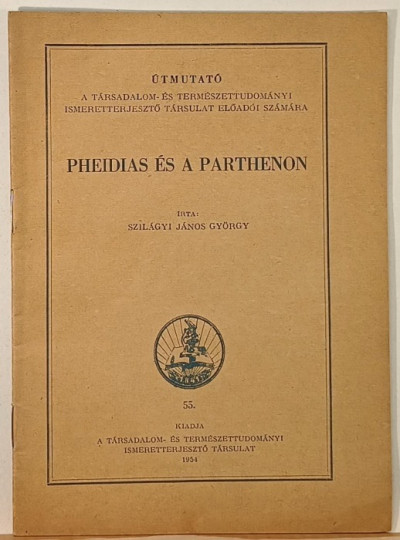 ÚTMUTATÓ
A TÁRSADALOM- ÉS TERMÉSZETTUDOMÁNYI
ISMERETTERJESZTŐ TÁRSULAT ELŐADÓI SZÁMÁRA
PHEIDIAS ÉS A PARTHENON
ÍRTA:
SZILÁGYI JÁNOS GYÖRGY
55.
KIADJA
A TÁRSADALOM- ÉS TERMÉSZETTUDOMÁNYI
ISMERETTERJESZTŐ TÁRSULAT
1954